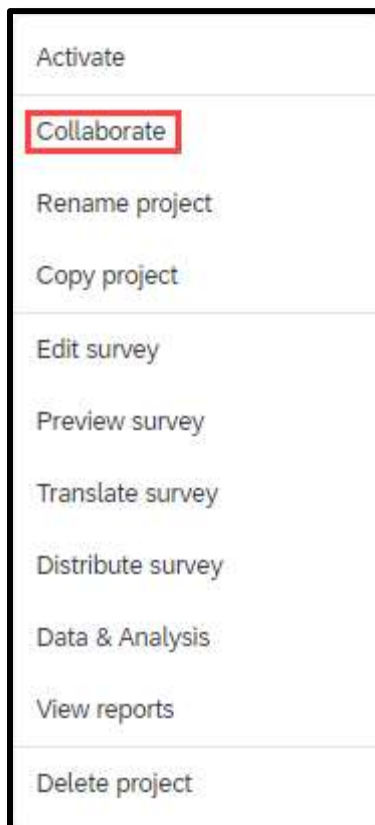 Activate
Collaborate
Rename project
Copy project
Edit survey
Preview survey
Translate survey
Distribute survey
Data & Analysis
View reports
Delete project